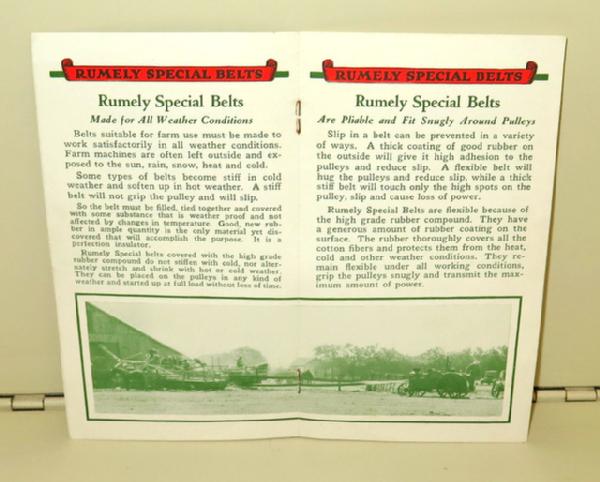 RUMELY SPECIAL BELTS
Rumely Special Belts
Made for All Weather Conditions
Belts suitable for farm use must be made to
work satisfactorily in all weather conditions.
Farm machines are often left outside and ex-
posed to the sun, rain, snow, heat and cold.
Some types of belts become stiff in cold
weather and soften up in hot weather. A stiff
belt will not grip the pulley and will slip.
So the belt must be filled, tied together and covered
with some substance that is weather proof and not
affected by changes in temperature. Good, new rub-
ber in ample quantity is the only material yet dis-
covered that will accomplish the purpose. It is a
perfection insulator.
Rumely Special belts covered with the high grade
rubber compound do not stiffen with cold, nor alter-
nately stretch and shrink with hot or cold weather.
They can be placed on the pulleys in any kind of
weather and started up at full load without loss of time.
RUMELY SPECIAL BELTS
Rumely Special Belts
Are Pliable and Fit Snugly Around Pulleys
Slip in a belt can be prevented in a variety
of ways. A thick coating of good rubber on
the outside will give it high adhesion to the
pulleys and reduce slip. A flexible belt will
hug the pulleys and reduce slip, while a thick
stiff belt will touch only the high spots on the
pulley, slip and cause loss of power.
Rumely Special Belts are flexible because of
the high grade rubber compound. They have
a generous amount of rubber coating on the
surface. The rubber thoroughly covers all the
cotton fibers and protects them from the heat,
cold and other weather conditions. They re-
main flexible under all working conditions,
grip the pulleys snugly and transmit the max-
imum amount of power.